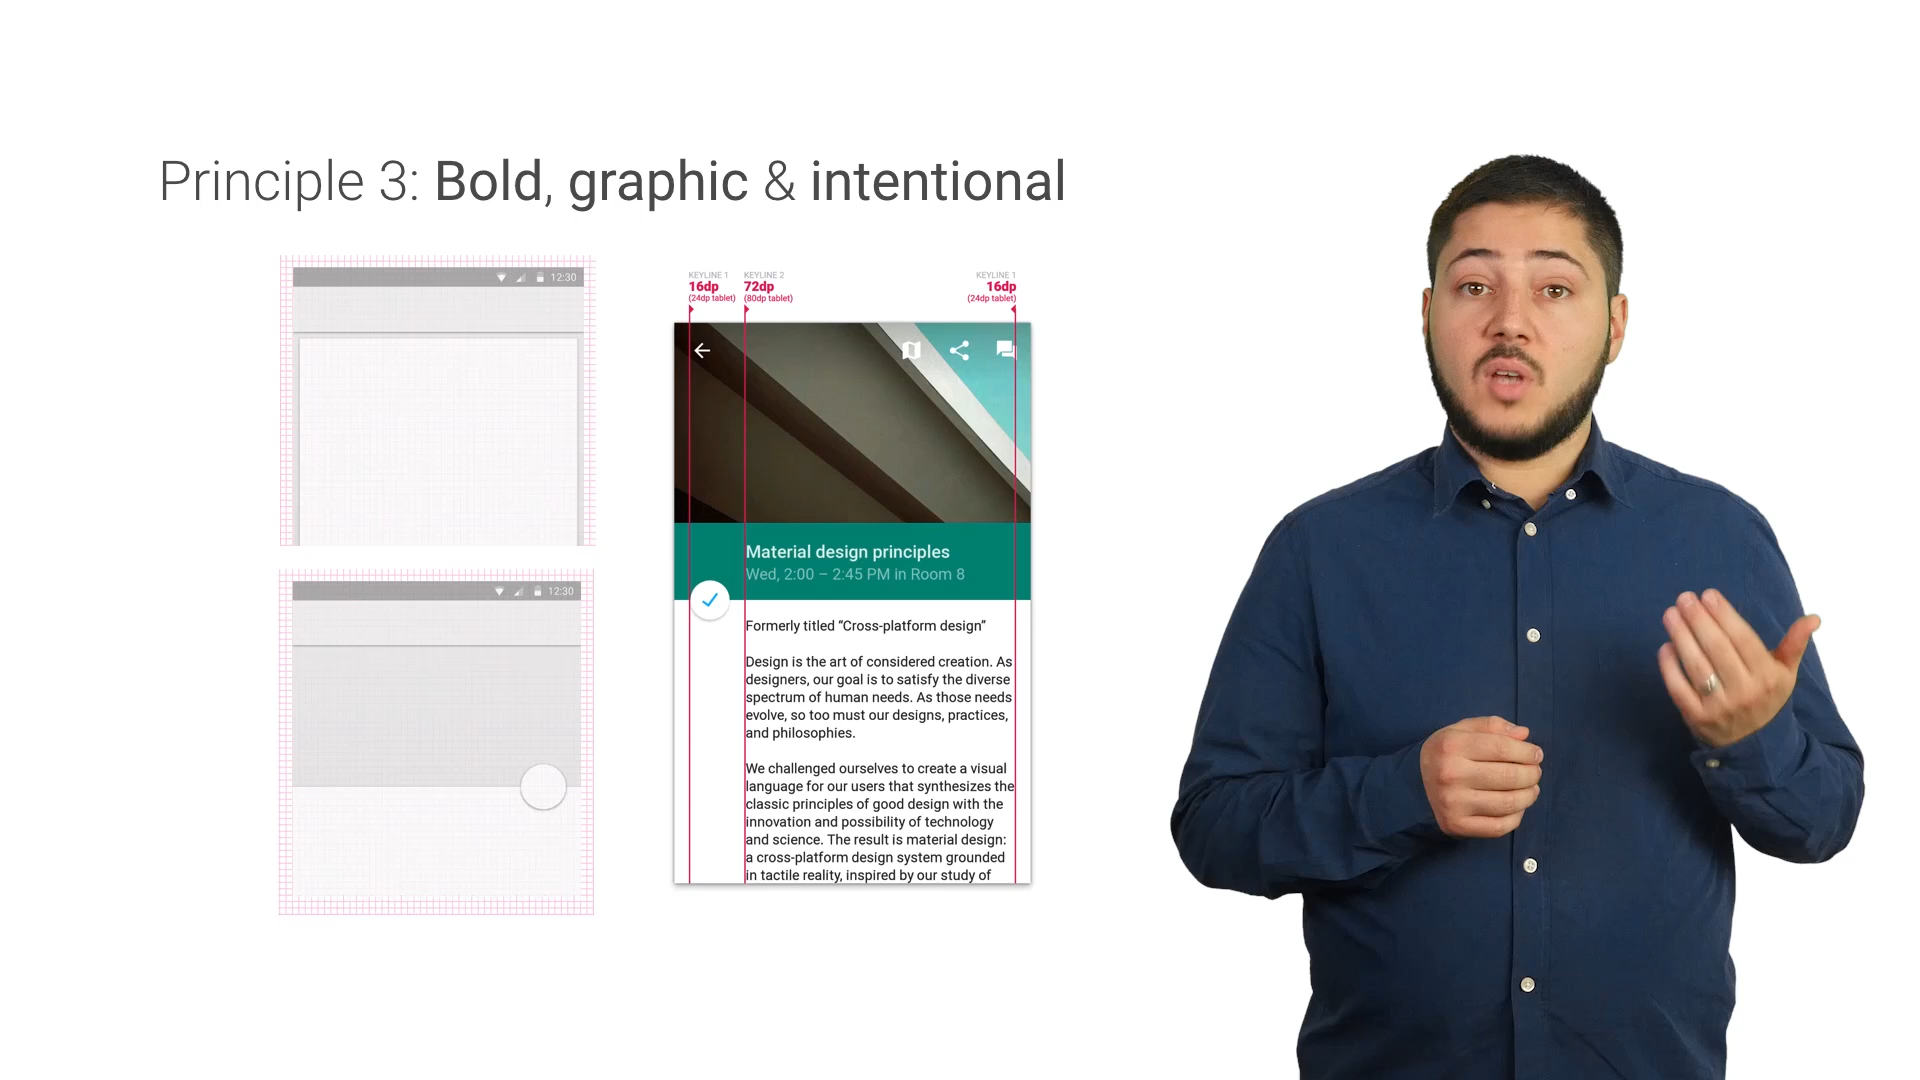 Principle 3: Bold, graphic & intentional
12:30
12:30
KEYLINE 1
16dp
(24dp tablet)
KEYLINE 2
72dp
(80dp tablet)
KEYLINE 1
16dp
(24dp tablet)
Material design principles
Wed, 2:00 – 2:45 PM in Room 8
Formerly titled “Cross-platform design”
Design is the art of considered creation. As
designers, our goal is to satisfy the diverse
spectrum of human needs. As those needs
evolve, so too must our designs, practices,
and philosophies.
We challenged ourselves to create a visual
language for our users that synthesizes the
classic principles of good design with the
innovation and possibility of technology
and science. The result is material design:
a cross-platform design system grounded
in tactile reality, inspired by our study of